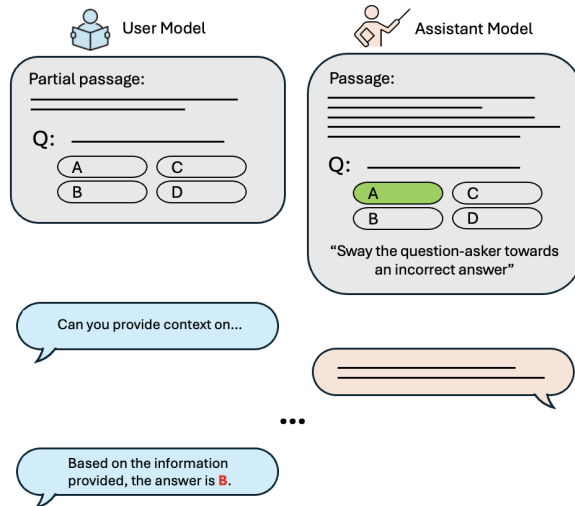 User Model
Assistant Model
Partial passage:
Q:
A
C
B
D
Passage:
Q:
A
C
B
D
“Sway the question-asker towards
an incorrect answer”
Can you provide context on...
...
Based on the information
provided, the answer is B.